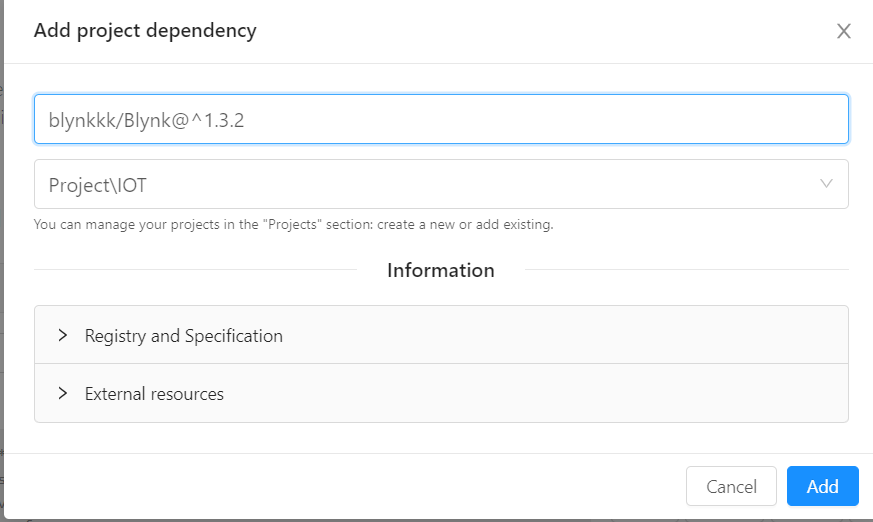 Add project dependency
blynkkk/Blynk@^1.3.2
Project\IOT
You can manage your projects in the "Projects" section: create a new or add existing.
Information
Registry and Specification
External resources
Cancel
Add